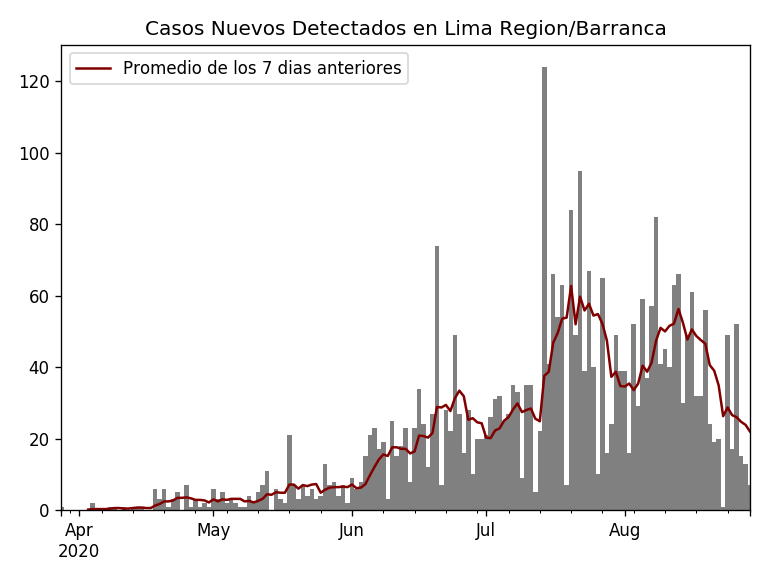 Casos Nuevos Detectados en Lima Region/Barranca
Promedio de los 7 dias anteriores
120
100
80
60
40
20
0
Apr May Jun Jul Aug
2020